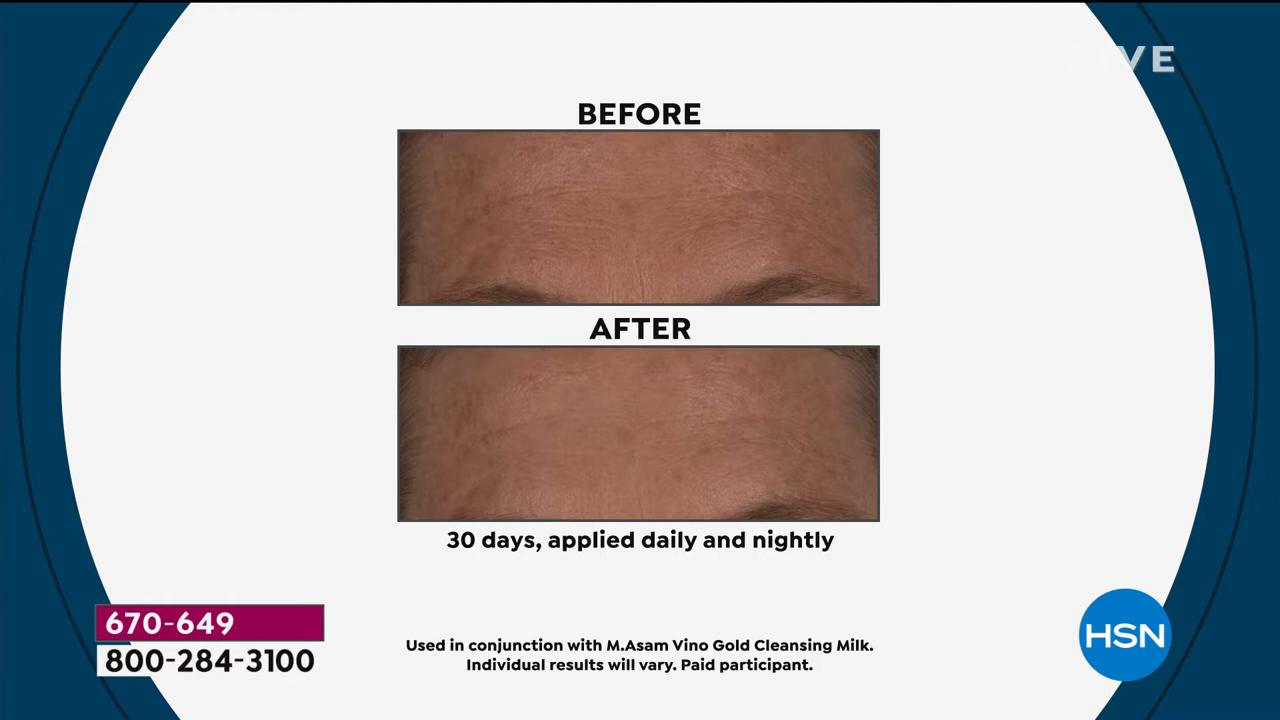 LIVE
BEFORE
AFTER
30 days, applied daily and nightly
670-649
800-284-3100
Used in conjunction with M.Asam Vino Gold Cleansing Milk.
Individual results will vary. Paid participant.
HSN